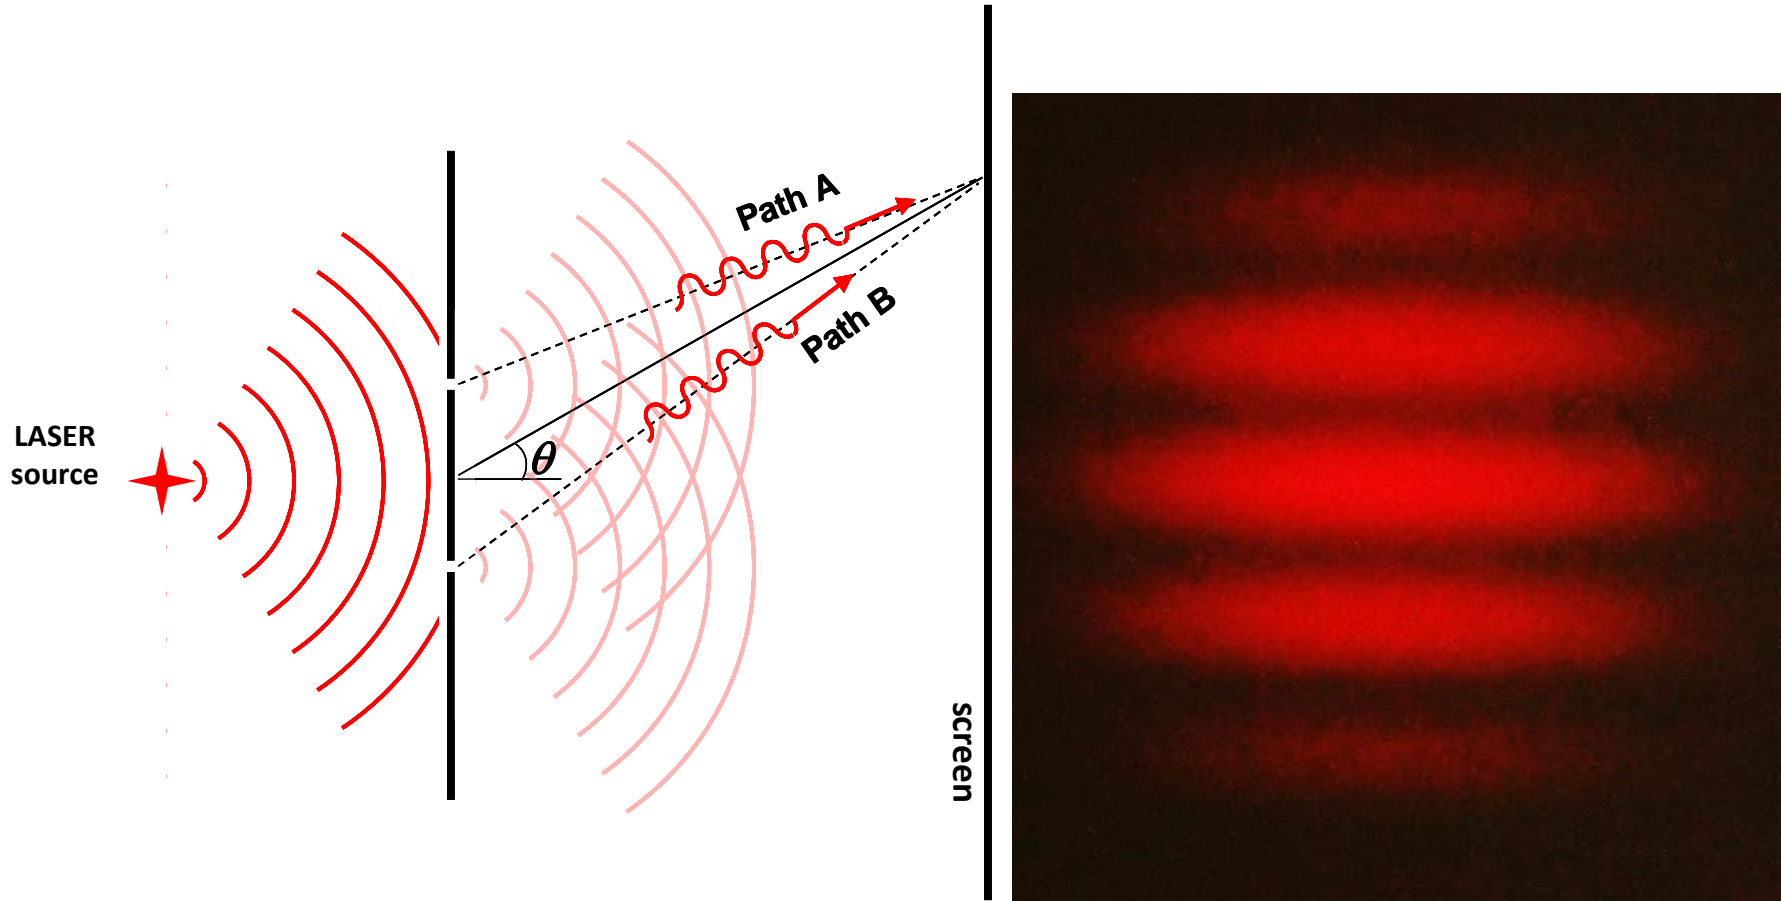 LASER
source
Path A
Path B
θ
screen